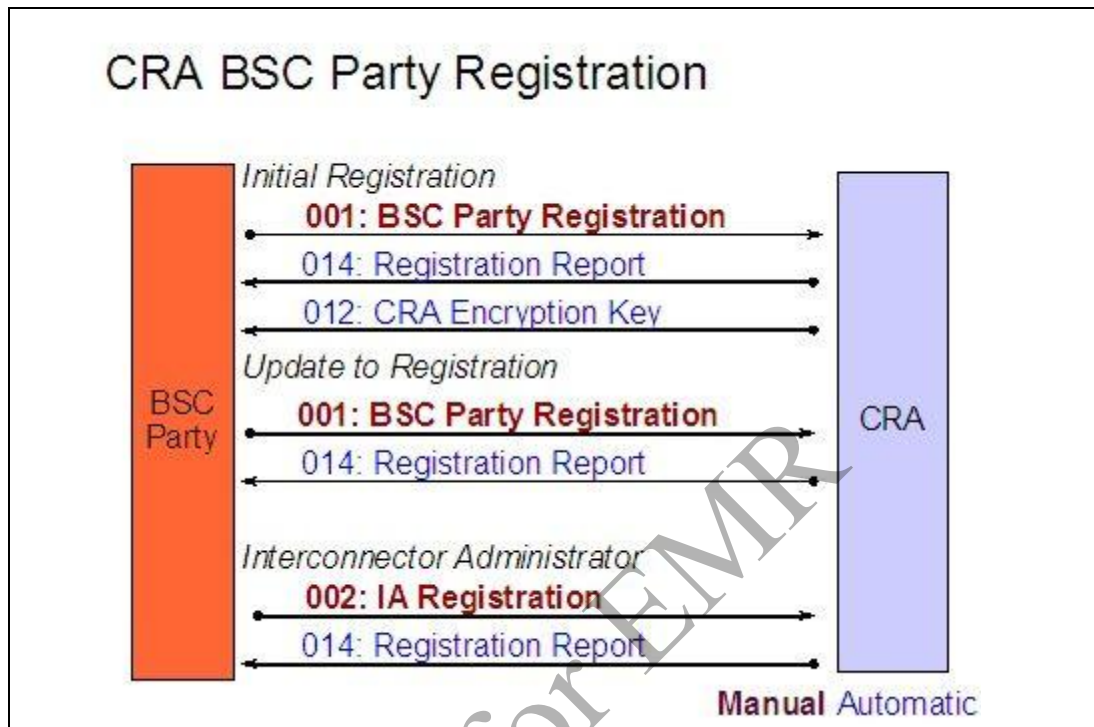 CRA BSC Party Registration
Initial Registration
001: BSC Party Registration
014: Registration Report
012: CRA Encryption Key
Update to Registration
BSC
Party
001: BSC Party Registration
CRA
014: Registration Report
Interconnector Administrator
002: IA Registration
014: Registration Report
Manual Automatic
for EMR